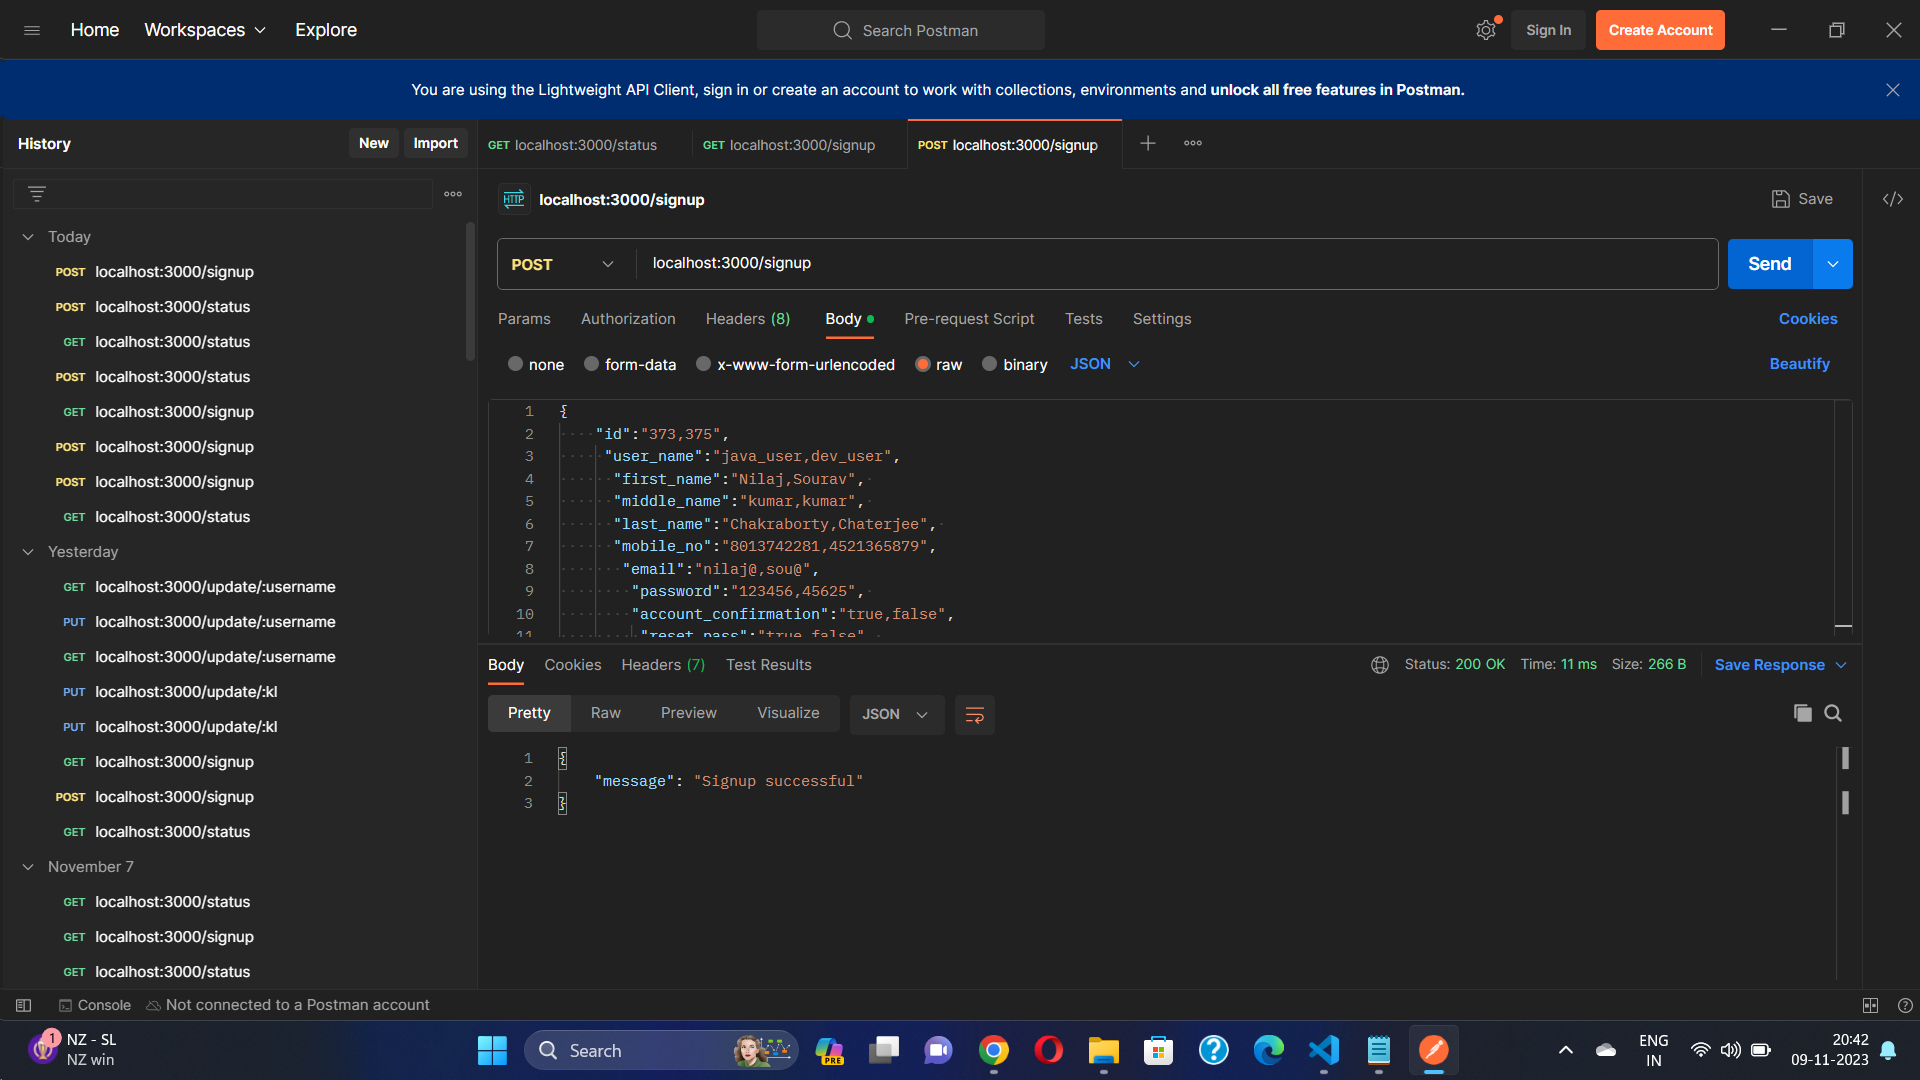 Home
Workspaces
Explore
Search Postman
Sign In
Create Account
You are using the Lightweight API Client, sign in or create an account to work with collections, environments and unlock all free features in Postman.
History
New
Import
GET localhost:3000/status
GET localhost:3000/signup
POST localhost:3000/signup
Today
POST localhost:3000/signup
POST localhost:3000/status
GET localhost:3000/status
POST localhost:3000/status
GET localhost:3000/signup
POST localhost:3000/signup
POST localhost:3000/signup
GET localhost:3000/status
Yesterday
GET localhost:3000/update/:username
PUT localhost:3000/update/:username
GET localhost:3000/update/:username
PUT localhost:3000/update/:kl
PUT localhost:3000/update/:kl
GET localhost:3000/signup
POST localhost:3000/signup
GET localhost:3000/status
November 7
GET localhost:3000/status
GET localhost:3000/signup
GET localhost:3000/status
HTTP localhost:3000/signup
Save
</>
POST localhost:3000/signup
Send
Params Authorization Headers (8) Body Pre-request Script Tests Settings
Cookies
none form-data x-www-form-urlencoded raw binary JSON
Beautify
1 {
2 "id":"373,375",
3 "user_name":"java_user,dev_user",
4 "first_name":"Nilaj,Sourav",
5 "middle_name":"kumar,kumar",
6 "last_name":"Chakraborty,Chaterjee",
7 "mobile_no":"8013742281,4521365879",
8 "email":"nilaj@,sou@",
9 "password":"123456,45625",
10 "account_confirmation":"true,false",
11 "reset_pass":"true,false"
Body Cookies Headers (7) Test Results
Status: 200 OK Time: 11 ms Size: 266 B Save Response
Pretty Raw Preview Visualize JSON
1 {
2 "message": "Signup successful"
3 }
Console
Not connected to a Postman account
1
NZ - SL
NZ win
Search
PRE
ENG
IN
20:42
09-11-2023